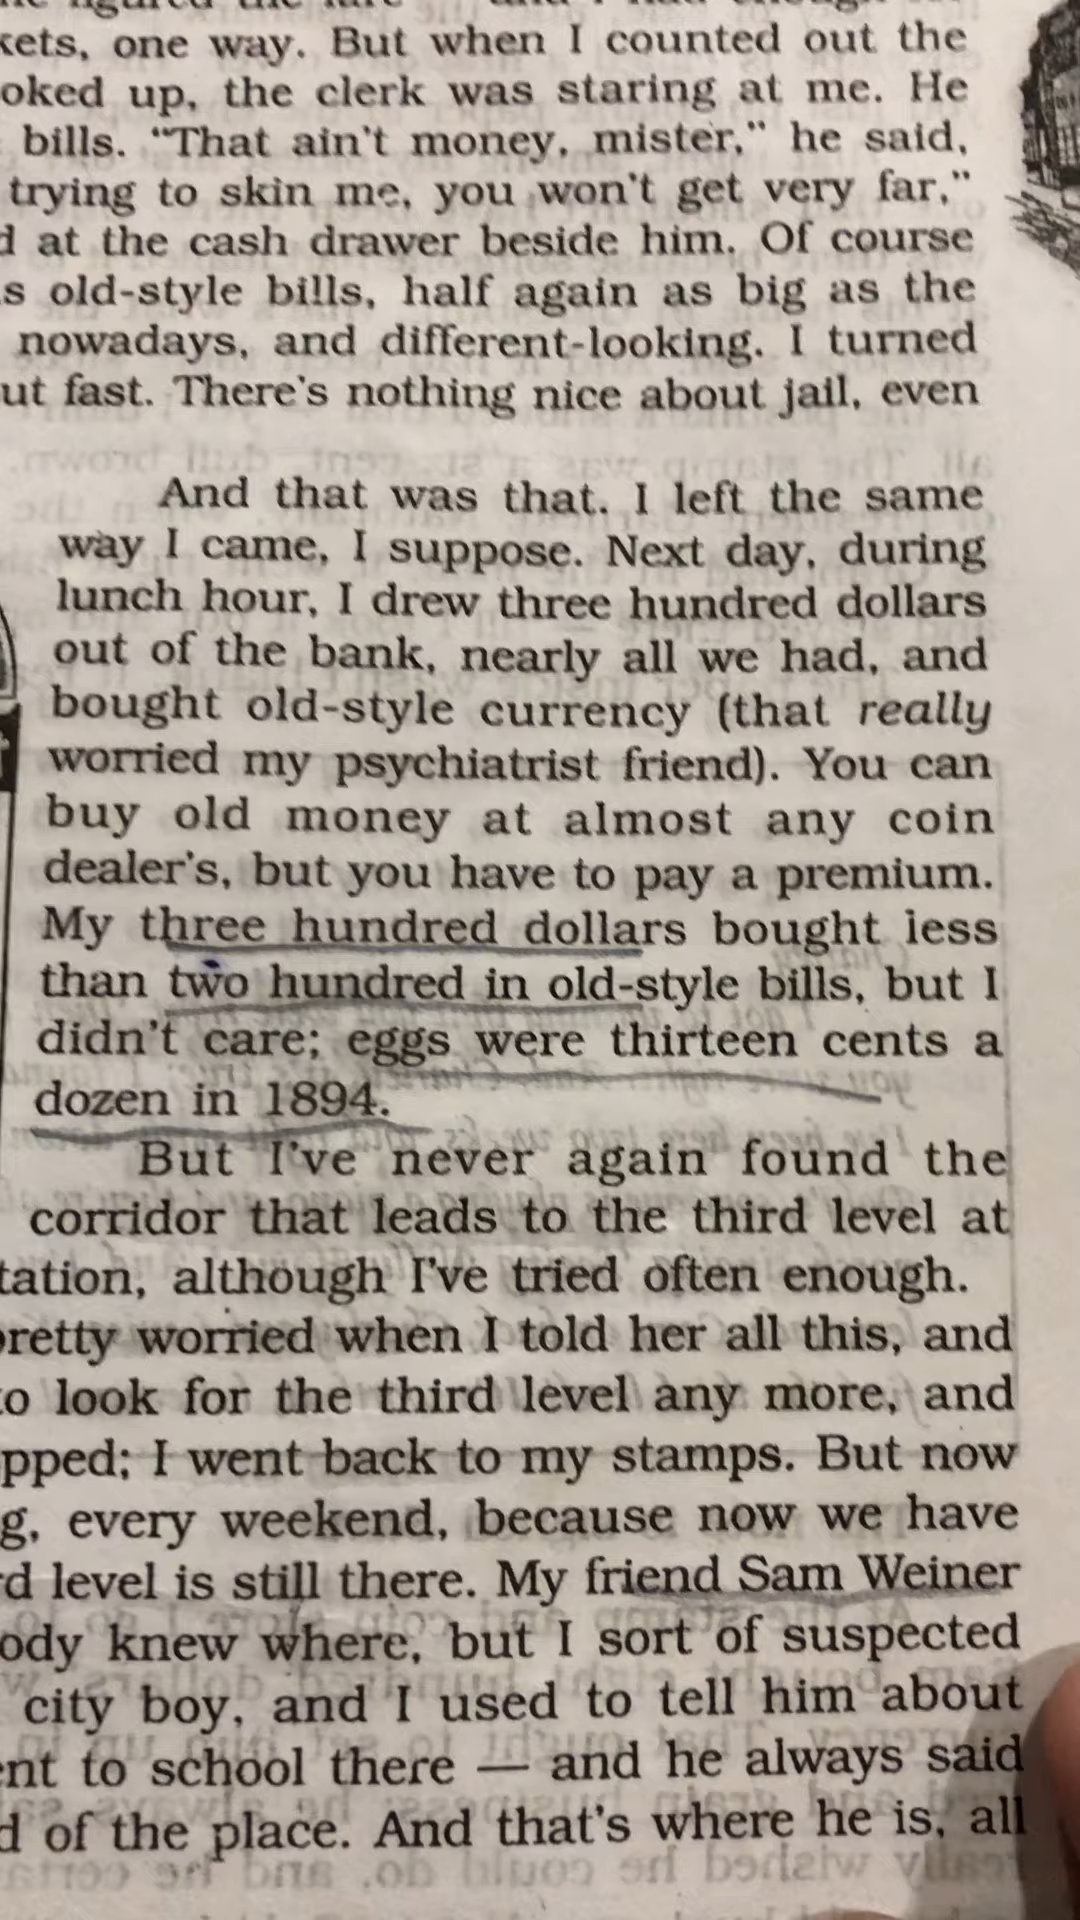 kets, one way. But when I counted out the
oked up, the clerk was staring at me. He
bills. "That ain't money, mister," he said,
trying to skin me, you won't get very far,"
d at the cash drawer beside him. Of course
s old-style bills, half again as big as the
nowadays, and different-looking. I turned
ut fast. There's nothing nice about jail, even
And that was that. I left the same
way I came, I suppose. Next day, during
lunch hour, I drew three hundred dollars
out of the bank, nearly all we had, and
bought old-style currency (that really
worried my psychiatrist friend). You can
buy old money at almost any coin
dealer's, but you have to pay a premium.
My three hundred dollars bought less
than two hundred in old-style bills, but I
didn't care; eggs were thirteen cents a
dozen in 1894.
But I've never again found the
corridor that leads to the third level at
tation, although I've tried often enough.
pretty worried when I told her all this, and
to look for the third level any more, and
pped; I went back to my stamps. But now
g, every weekend, because now we have
d level is still there. My friend Sam Weiner
ody knew where, but I sort of suspected
city boy, and I used to tell him about
ent to school there — and he always said
d of the place. And that's where he is, all